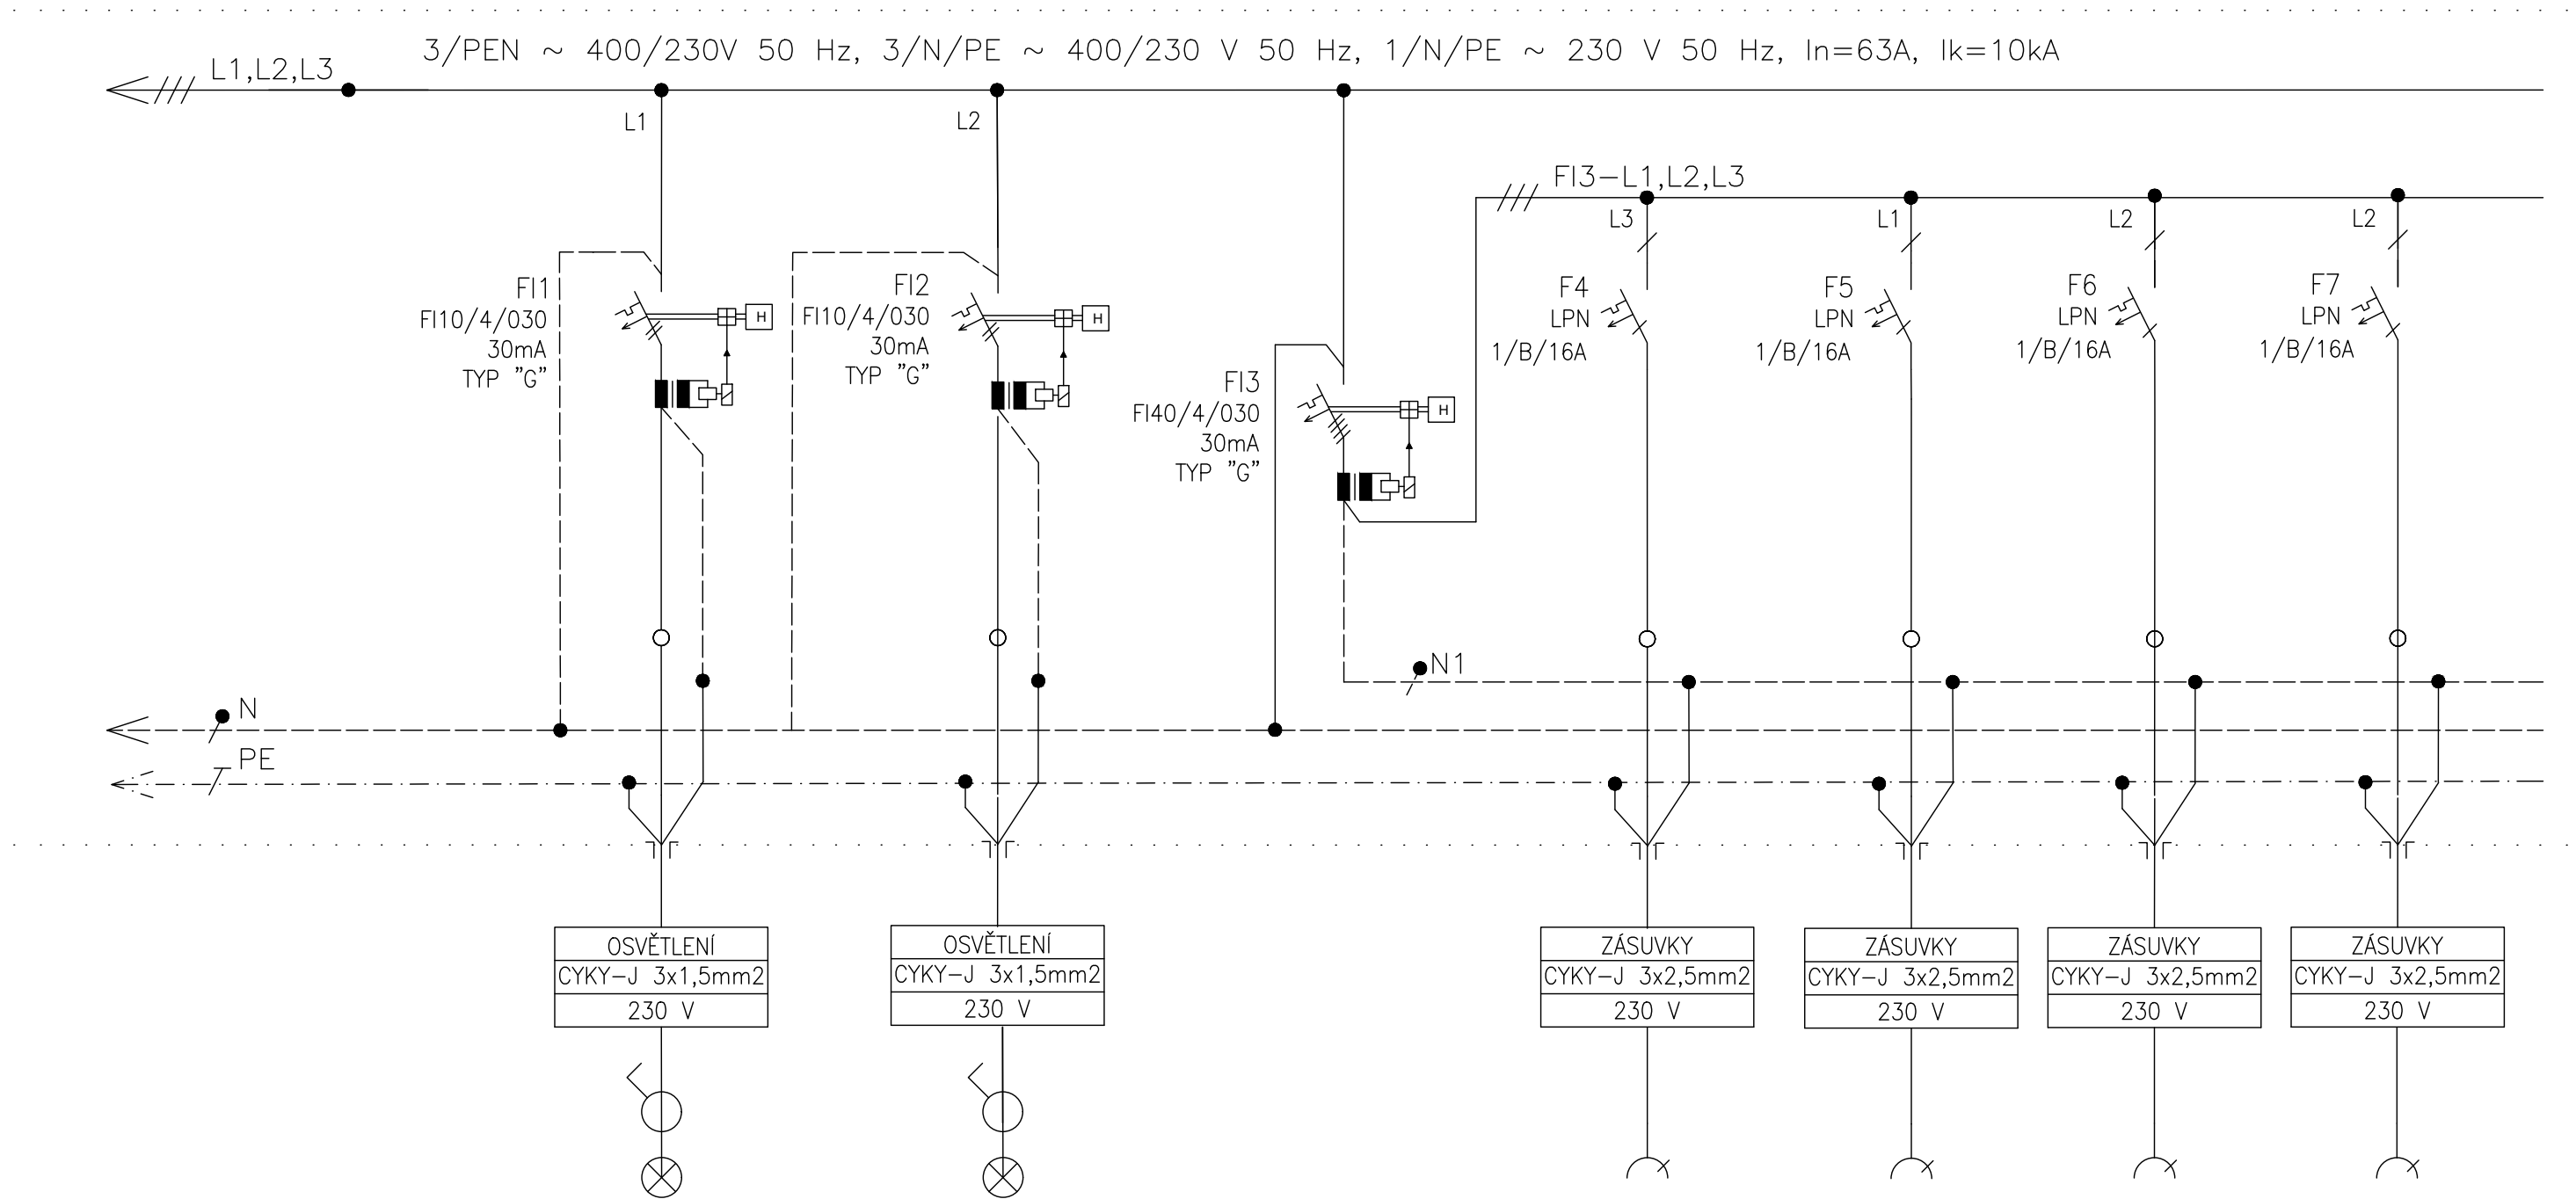 3/PEN ~ 400/230V 50 Hz, 3/N/PE ~ 400/230 V 50 Hz, 1/N/PE ~ 230 V 50 Hz, In=63A, Ik=10kA
L1,L2,L3
L1
L2
FI3-L1,L2,L3
L3
L1
L2
L2
FI1
FI10/4/030
30mA
TYP "G"
H
FI2
FI10/4/030
30mA
TYP "G"
H
FI3
FI40/4/030
30mA
TYP "G"
H
F4
LPN
1/B/16A
F5
LPN
1/B/16A
F6
LPN
1/B/16A
F7
LPN
1/B/16A
N1
N
PE
OSVĚTLENÍ
CYKY-J 3x1,5mm2
230 V
OSVĚTLENÍ
CYKY-J 3x1,5mm2
230 V
ZÁSUVKY
CYKY-J 3x2,5mm2
230 V
ZÁSUVKY
CYKY-J 3x2,5mm2
230 V
ZÁSUVKY
CYKY-J 3x2,5mm2
230 V
ZÁSUVKY
CYKY-J 3x2,5mm2
230 V